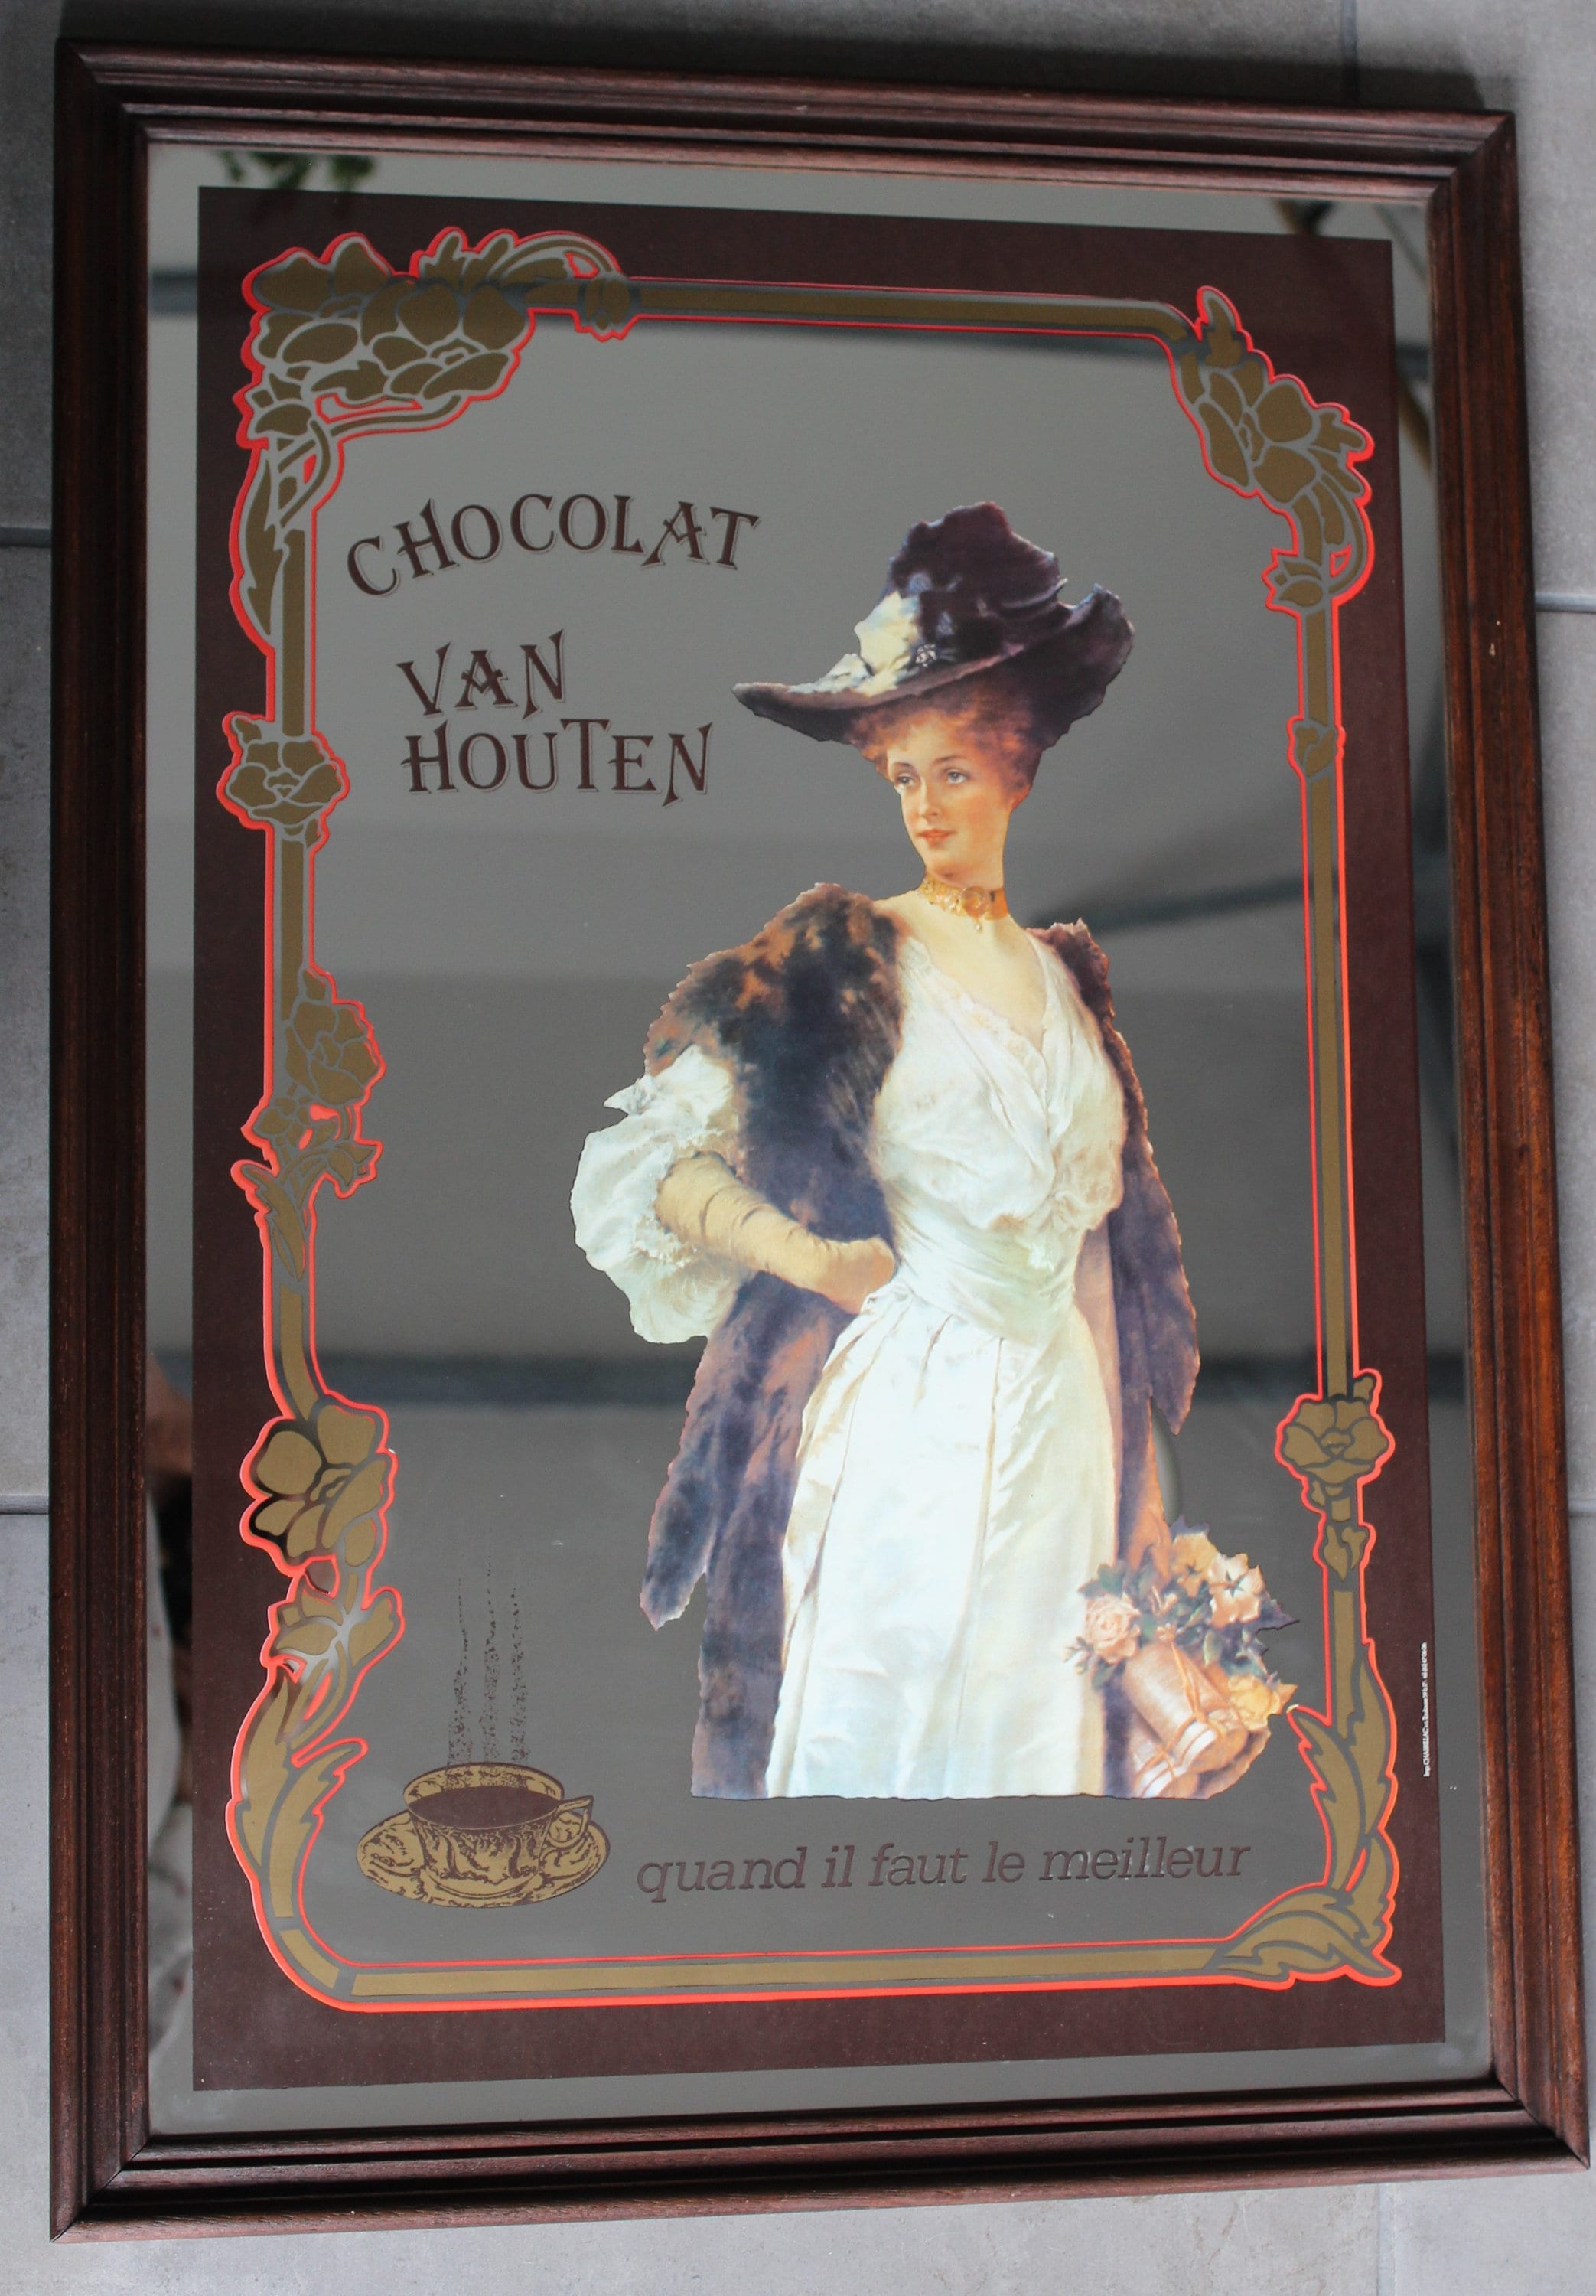 CHOCOLAT
VAN
HOUTEN
quand il faut le meilleur